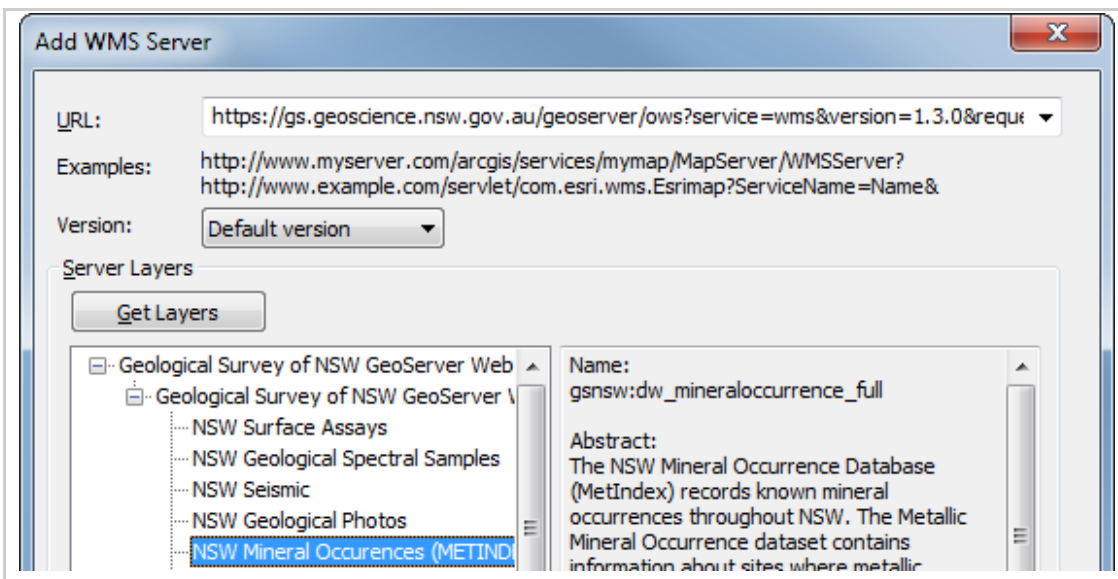 Add WMS Server
URL: https://gs.geoscience.nsw.gov.au/geoserver/ows?service=wms&version=1.3.0&reque
Examples: http://www.myserver.com/arcgis/services/mymap/MapServer/WMSServer?
http://www.example.com/servlet/com.esri.wms.Esrimap?ServiceName=Name&
Version: Default version
Server Layers
Get Layers
Geological Survey of NSW GeoServer Web
Geological Survey of NSW GeoServer
NSW Surface Assays
NSW Geological Spectral Samples
NSW Seismic
NSW Geological Photos
NSW Mineral Occurences (METINDE
Name:
gsnsw:dw_mineraloccurrence_full
Abstract:
The NSW Mineral Occurrence Database
(MetIndex) records known mineral
occurrences throughout NSW. The Metallic
Mineral Occurrence dataset contains
information about sites where metallic